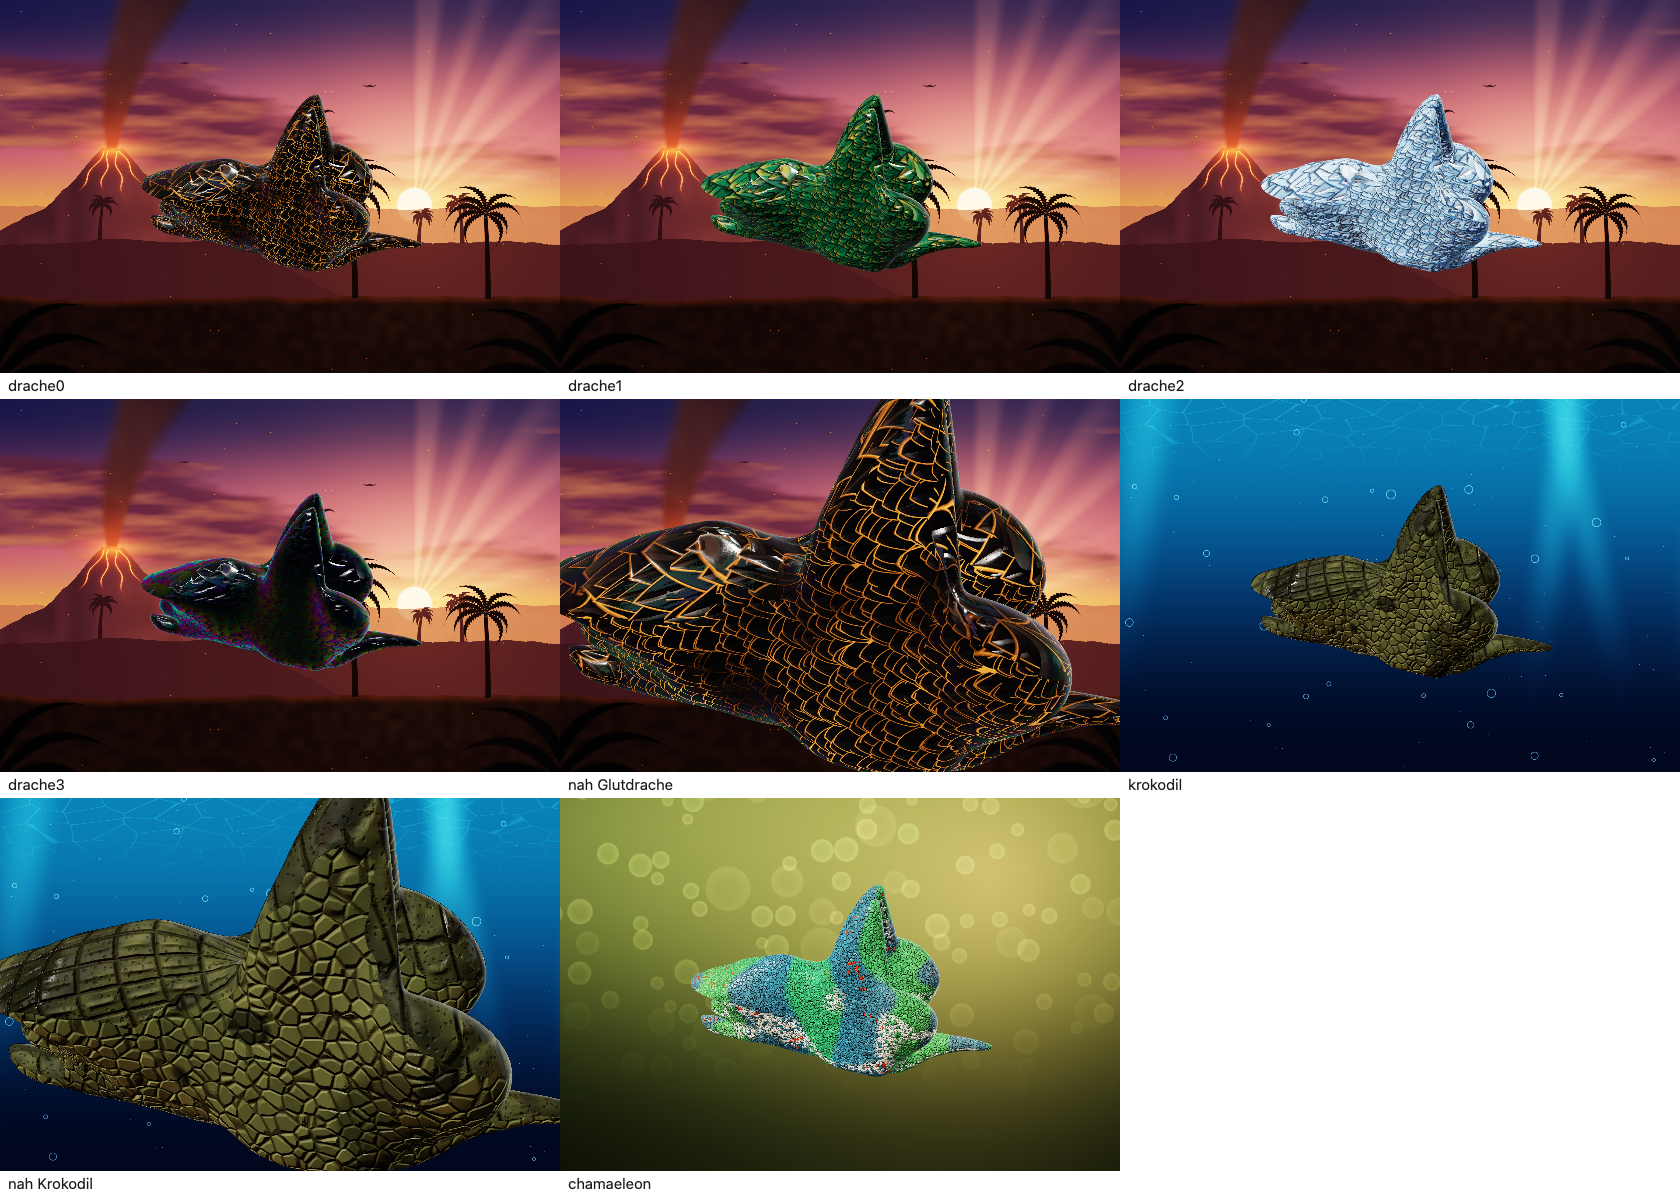 drache0
drache1
drache2
drache3
nah Glutdrache
krokodil
nah Krokodil
chamaeleon